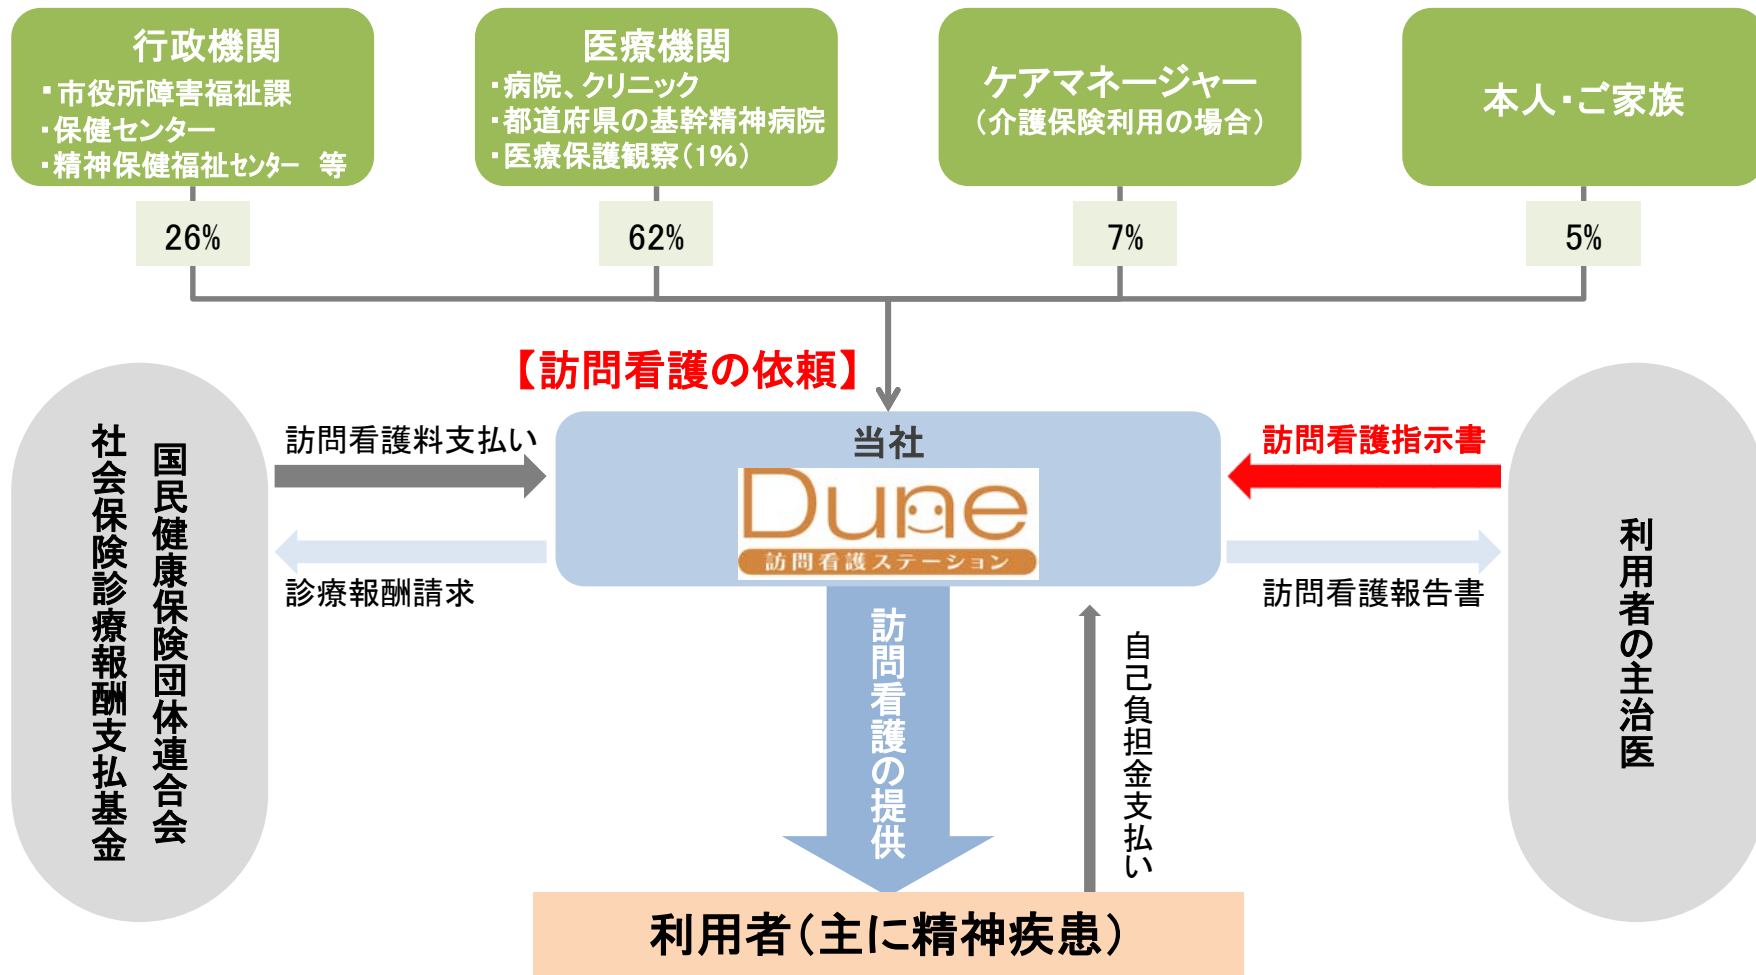 行政機関
・市役所障害福祉課
・保健センター
・精神保健福祉センター 等
医療機関
・病院、クリニック
・都道府県の基幹精神病院
・医療保護観察（1％）
ケアマネージャー
（介護保険利用の場合）
本人・ご家族
26%
62%
7%
5%
【訪問看護の依頼】
国民健康保険団体連合会
社会保険診療報酬支払基金
訪問看護料支払い
診療報酬請求
当社
Dune
訪問看護ステーション
訪問看護指示書
訪問看護報告書
利用者の主治医
訪問看護の提供
自己負担金支払い
利用者（主に精神疾患）